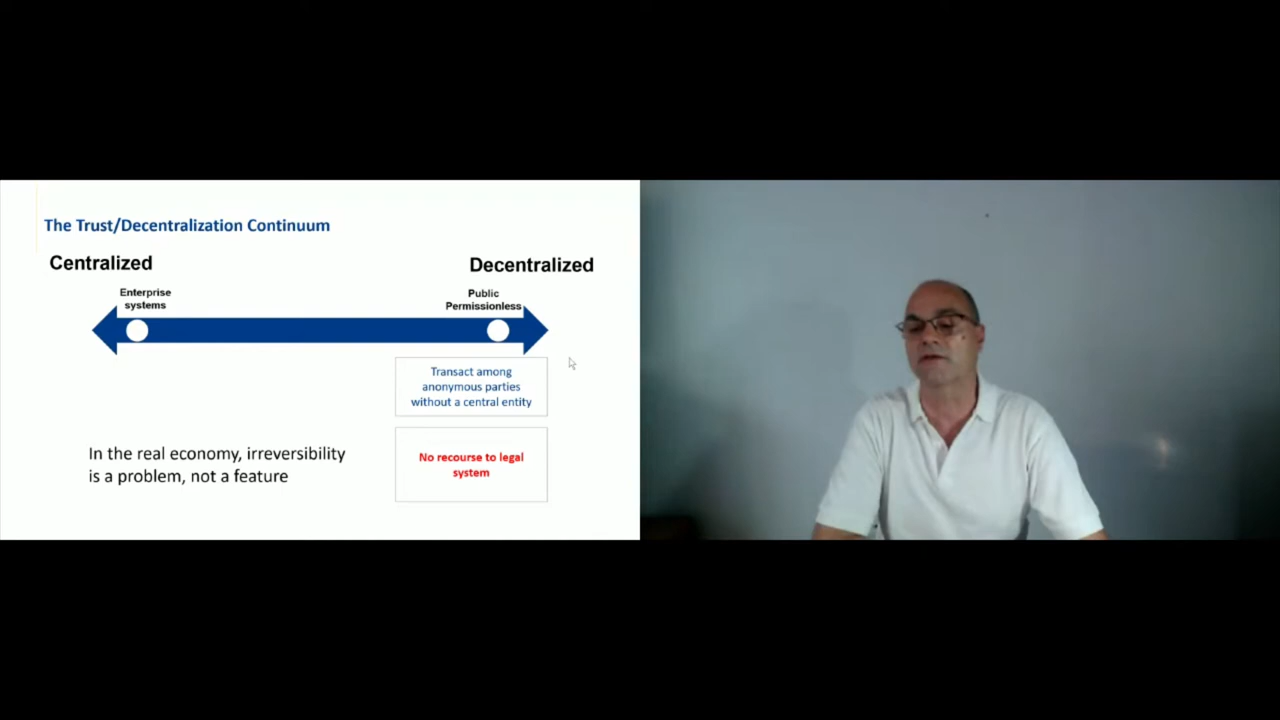 The Trust/Decentralization Continuum
Centralized
Decentralized
Enterprise
systems
Public
Permissionless
Transact among
anonymous parties
without a central entity
In the real economy, irreversibility
is a problem, not a feature
No recourse to legal
system